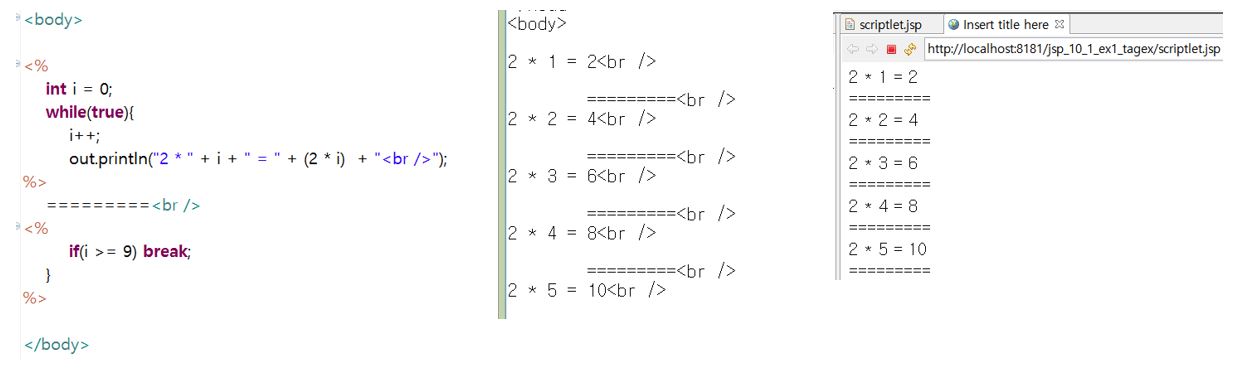 <body>
<%
int i = 0;
while(true){
i++;
out.println("2 * " + i + " = " + (2 * i)  + "<br />");
%>
=========<br />
<%
if(i >= 9) break;
}
%>
</body>
<body>
2 * 1 = 2<br />
=========<br />
2 * 2 = 4<br />
=========<br />
2 * 3 = 6<br />
=========<br />
2 * 4 = 8<br />
=========<br />
2 * 5 = 10<br />
scriptlet.jsp
Insert title here
http://localhost:8181/jsp_10_1_ex1_tagex/scriptlet.jsp
2 * 1 = 2
=========
2 * 2 = 4
=========
2 * 3 = 6
=========
2 * 4 = 8
=========
2 * 5 = 10
=========